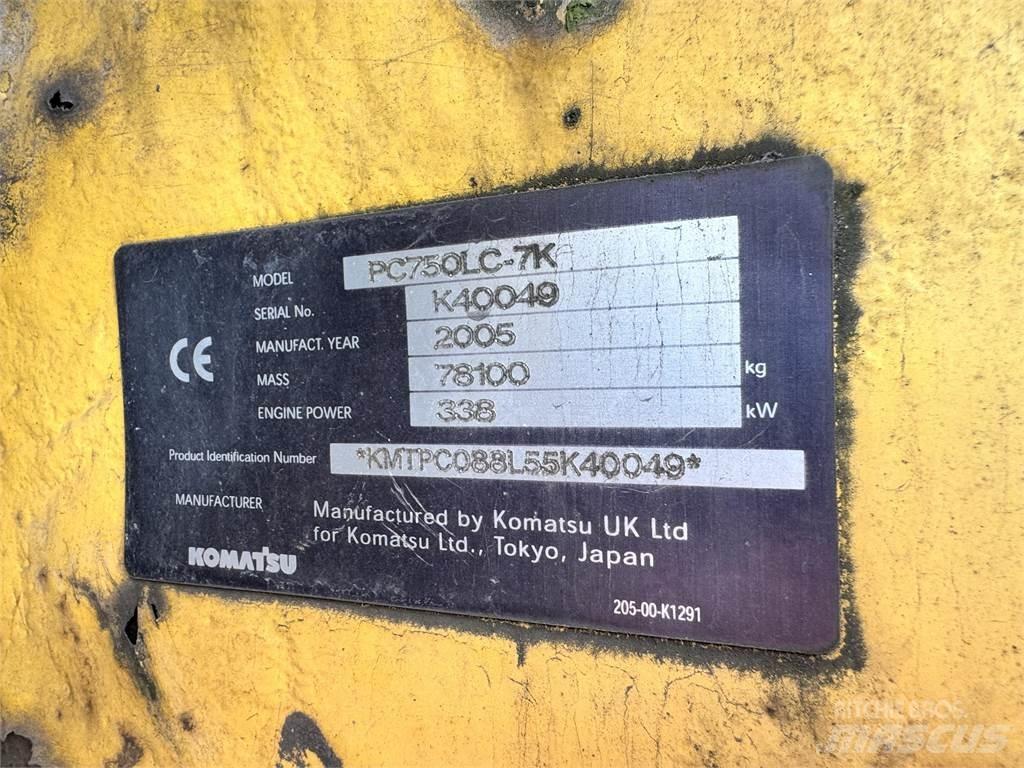 MODEL PC750LC-7K
SERIAL No. K40049
MANUFACT. YEAR 2005
MASS 78100 kg
ENGINE POWER 338 kW
CE
Product Identification Number *KMTPC088L55K40049*
MANUFACTURER Manufactured by Komatsu UK Ltd
for Komatsu Ltd., Tokyo, Japan
KOMATSU
205-00-K1291
RITCHIE BROS.
MASCUS